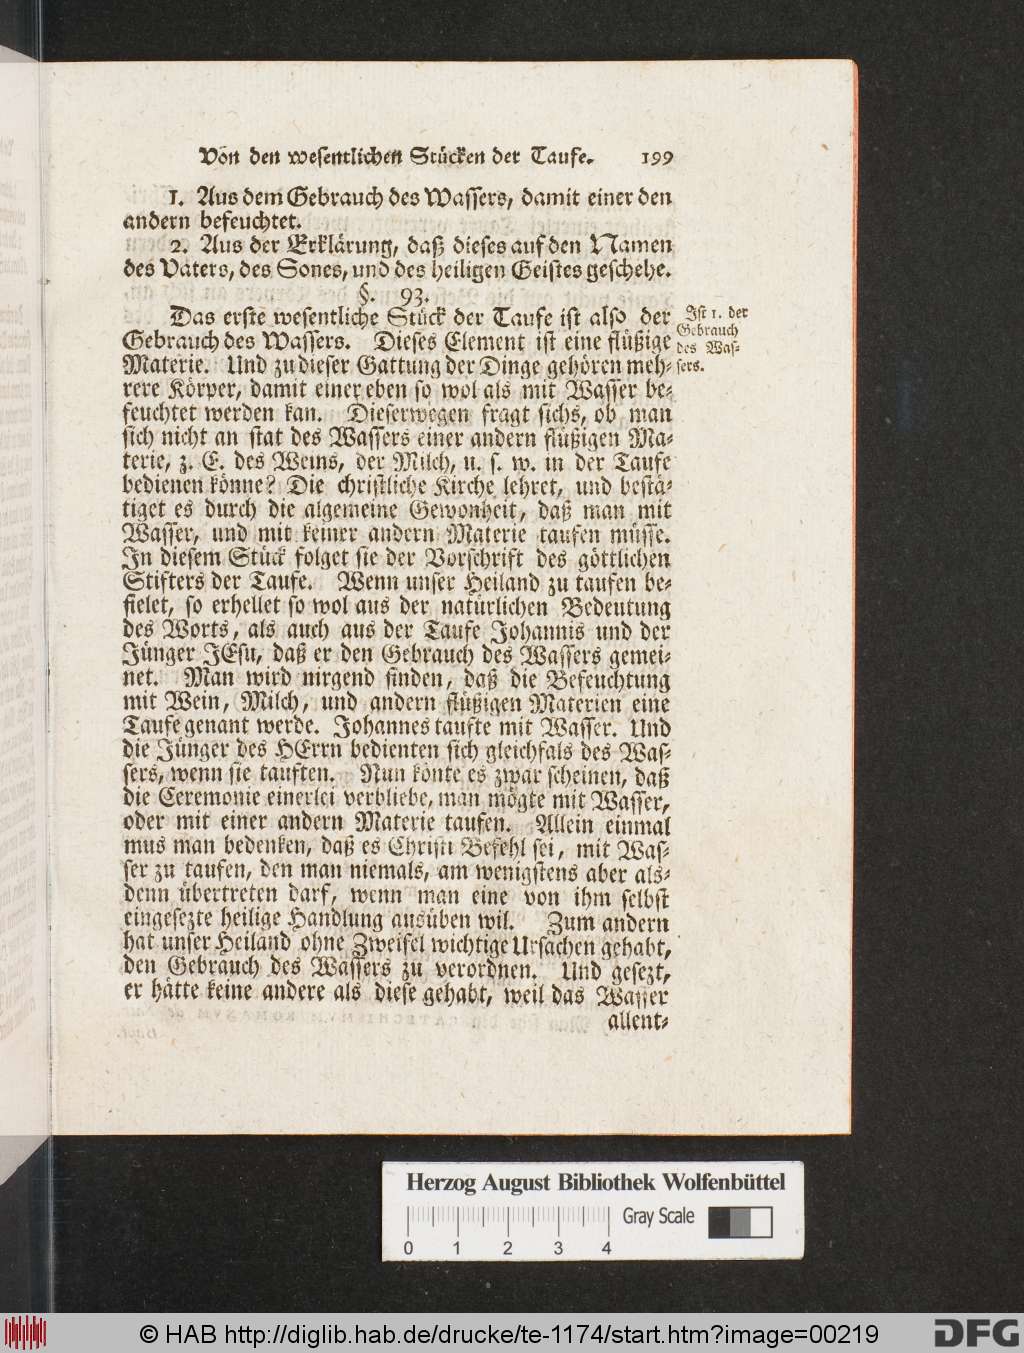 Von den wesentlichen Stücken der Taufe. 199
1. Aus dem Gebrauch des Wassers, damit einer den
andern befeuchtet.
2. Aus der Erklärung, daß dieses auf den Namen
des Vaters, des Sones, und des heiligen Geistes geschehe.
§. 93.
Das erste wesentliche Stück der Taufe ist also der
Gebrauch des Wassers. Dieses Element ist eine flüßige
Materie. Und zu dieser Gattung der Dinge gehören meh-
rere Körper, damit einer eben so wol als mit Wasser be-
feuchtet werden kan. Dieserwegen fragt sichs, ob man
sich nicht an stat des Wassers einer andern flüßigen Ma-
terie, z. E. des Weins, der Milch, u. s. w. in der Taufe
bedienen könne? Die christliche Kirche lehret, und bestä-
tiget es durch die algemeine Gewonheit, daß man mit
Wasser, und mit keiner andern Materie taufen müsse.
In diesem Stück folget sie der Vorschrift des göttlichen
Stifters der Taufe. Wenn unser Heiland zu taufen be-
fielet, so erhellet so wol aus der natürlichen Bedeutung
des Worts, als auch aus der Taufe Johannis und der
Jünger JEsu, daß er den Gebrauch des Wassers gemei-
net. Man wird nirgend finden, daß die Befeuchtung
mit Wein, Milch, und andern flüßigen Materien eine
Taufe genant werde. Johannes taufte mit Wasser. Und
die Jünger des HErrn bedienten sich gleichfals des Was-
sers, wenn sie tauften. Nun könte es zwar scheinen, daß
die Ceremonie einerlei verbliebe, man mögte mit Wasser,
oder mit einer andern Materie taufen. Allein einmal
mus man bedenken, daß es Christi Befehl sei, mit Was-
ser zu taufen, den man niemals, am wenigstens aber als-
denn übertreten darf, wenn man eine von ihm selbst
eingesezte heilige Handlung ausüben wil. Zum andern
hat unser Heiland ohne Zweifel wichtige Ursachen gehabt,
den Gebrauch des Wassers zu verordnen. Und gesezt,
er hätte keine andere als diese gehabt, weil das Wasser
allent-
Ist 1. der
Gebrauch
des Was-
sers.
Herzog August Bibliothek Wolfenbüttel
Gray Scale
0 1 2 3 4
© HAB http://diglib.hab.de/drucke/te-1174/start.htm?image=00219
DFG